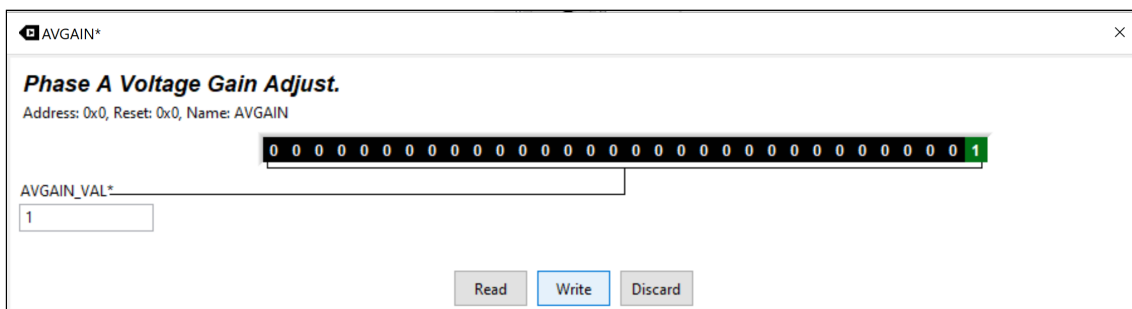 AVGAIN*
Phase A Voltage Gain Adjust.
Address: 0x0, Reset: 0x0, Name: AVGAIN
0 0 0 0 0 0 0 0 0 0 0 0 0 0 0 0 0 0 0 0 0 0 0 0 0 0 0 0 0 0 0 1
AVGAIN_VAL*
1
Read Write Discard